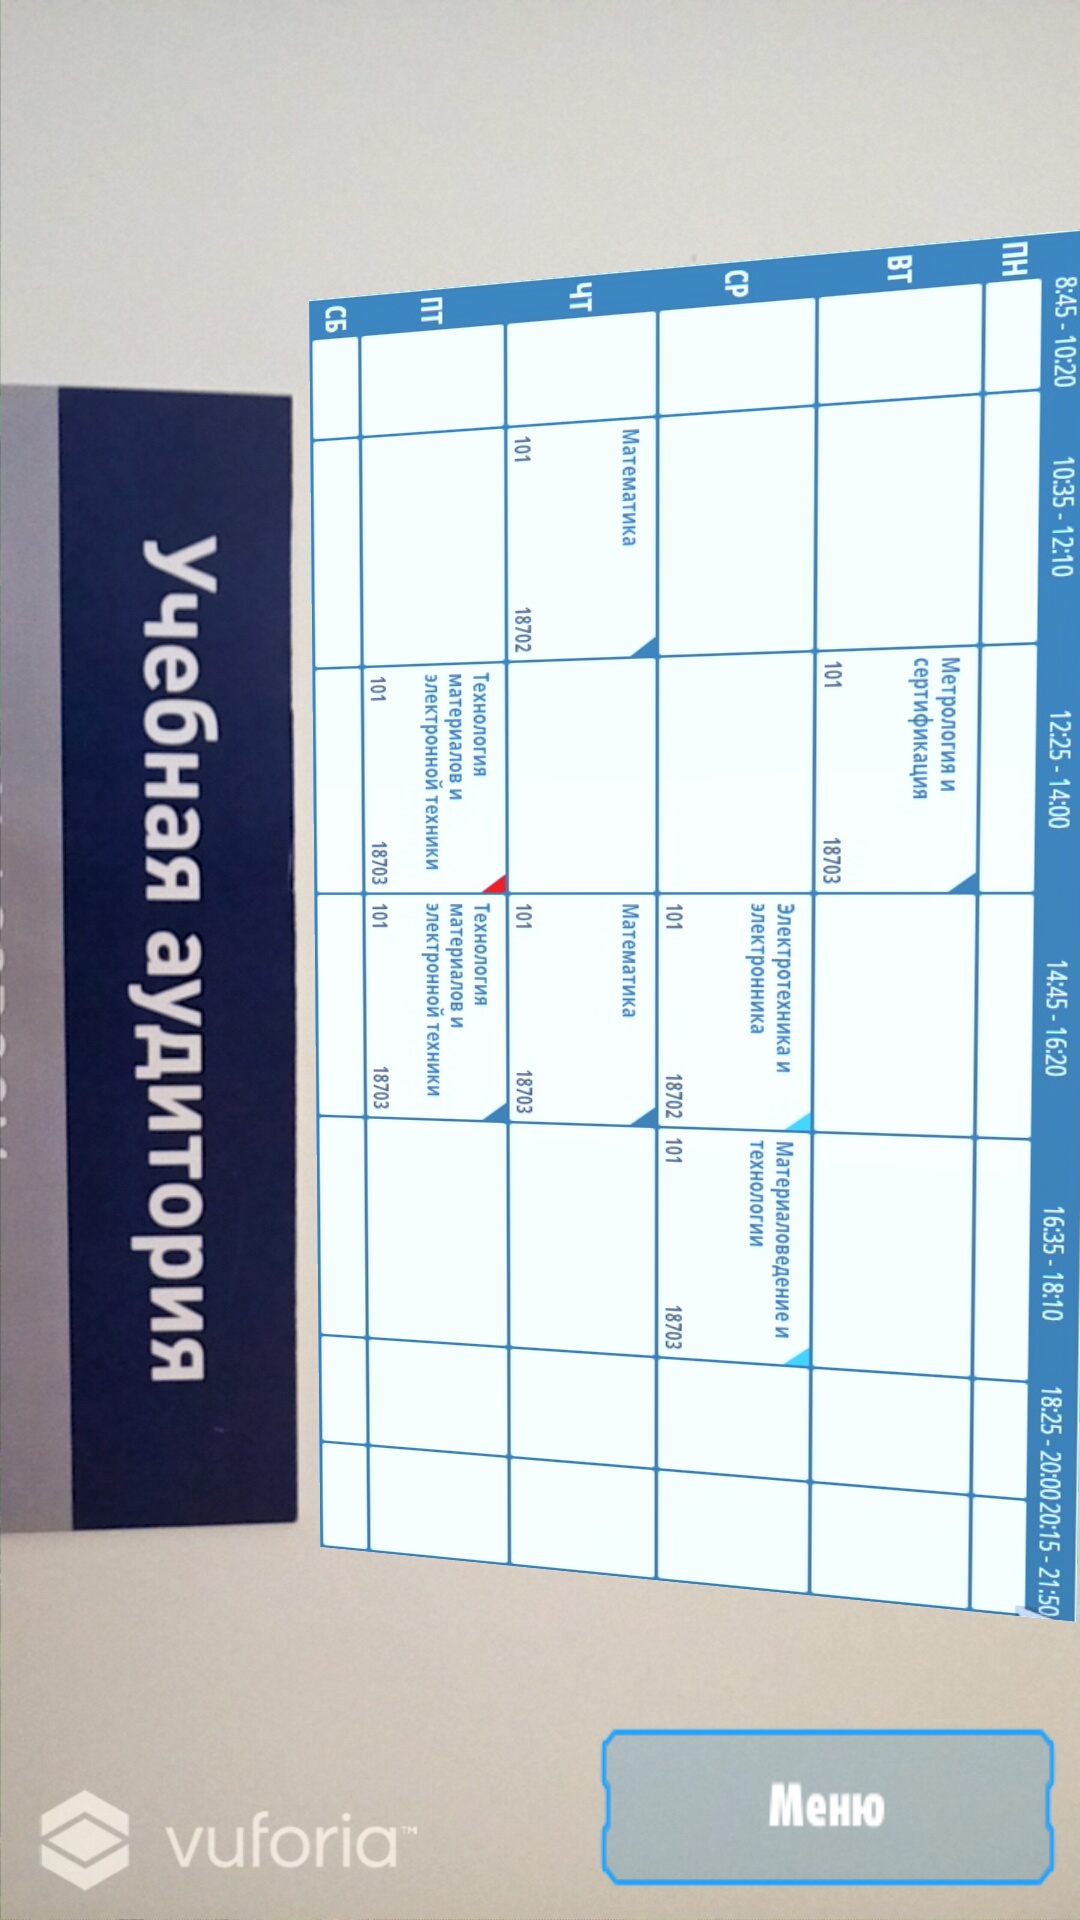 8:45 - 10:20 10:35 - 12:10 12:25 - 14:00 14:45 - 16:20 16:35 - 18:10 18:25 - 20:00 20:15 - 21:50
ПН
ВТ
Метрология и
сертификация
101 18703
СР
Электротехника и
электронника
101 18702
Материаловедение и
технологии
101 18703
ЧТ
Математика
101 18702
Математика
101 18703
ПТ
Технология
материалов и
электронной техники
101 18703
Технология
материалов и
электронной техники
101 18703
СБ
Меню
vuforia™
Учебная аудитория